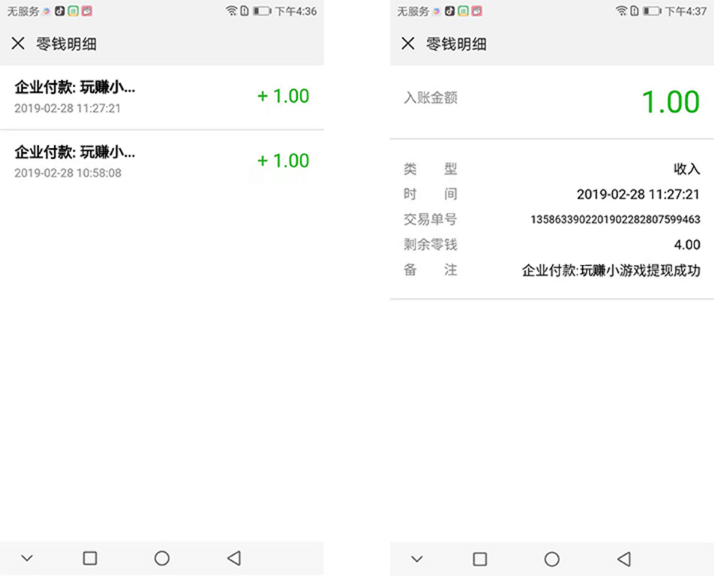 无服务
下午4:36
零钱明细
企业付款: 玩赚小...
+ 1.00
2019-02-28 11:27:21
企业付款: 玩赚小...
+ 1.00
2019-02-28 10:58:08
无服务
下午4:37
零钱明细
入账金额
1.00
类 型
收入
时 间
2019-02-28 11:27:21
交易单号
1358633902201902282807599463
剩余零钱
4.00
备 注
企业付款:玩赚小游戏提现成功